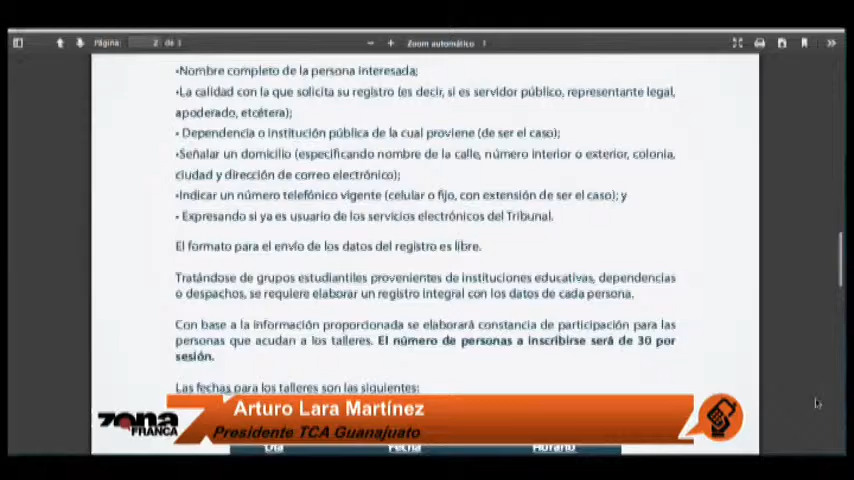 Página: 2 de
Zoom automático
•Nombre completo de la persona interesada;
•La calidad con la que solicita su registro (es decir, si es servidor público, representante legal,
apoderado, etcétera);
• Dependencia o institución pública de la cual proviene (de ser el caso);
•Señalar un domicilio (especificando nombre de la calle, número interior o exterior, colonia,
ciudad y dirección de correo electrónico);
•Indicar un número telefónico vigente (celular o fijo, con extensión de ser el caso); y
• Expresando si ya es usuario de los servicios electrónicos del Tribunal.
El formato para el envío de los datos del registro es libre.
Tratándose de grupos estudiantiles provenientes de instituciones educativas, dependencias
o despachos, se requiere elaborar un registro integral con los datos de cada persona.
Con base a la información proporcionada se elaborará constancia de participación para las
personas que acudan a los talleres. El número de personas a inscribirse será de 30 por
sesión.
Las fechas para los talleres son las siguientes:
Arturo Lara Martínez
zona
FRANCA
Presidente TCA Guanajuato
Día Fecha Horario